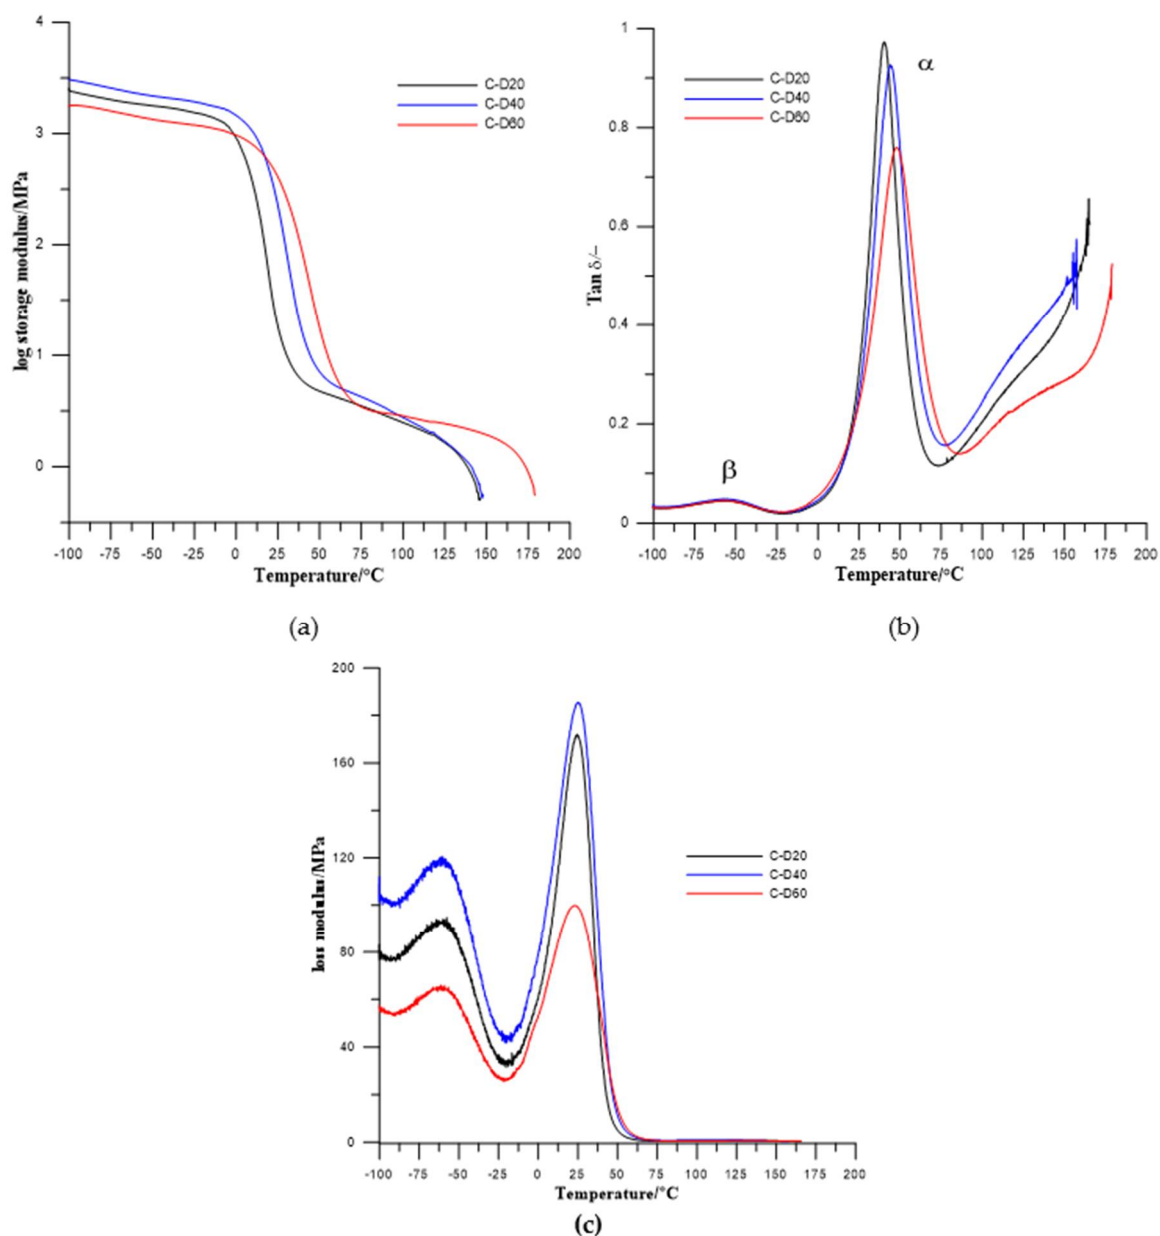 4
3
2
1
0
log storage modulus/MPa
C-D20
C-D40
C-D60
-100 -75 -50 -25 0 25 50 75 100 125 150 175 200
Temperature/°C
(a)
1
0.8
0.6
0.4
0.2
0
Tan δ/–
C-D20
C-D40
C-D60
α
β
-100 -75 -50 -25 0 25 50 75 100 125 150 175 200
Temperature/°C
(b)
200
160
120
80
40
0
loss modulus/MPa
C-D20
C-D40
C-D60
-100 -75 -50 -25 0 25 50 75 100 125 150 175 200
Temperature/°C
(c)